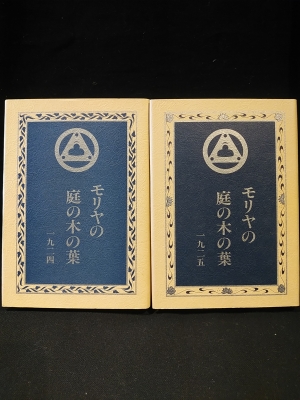 モリヤの
庭の木の葉
一九二四
モリヤの
庭の木の葉
一九二五